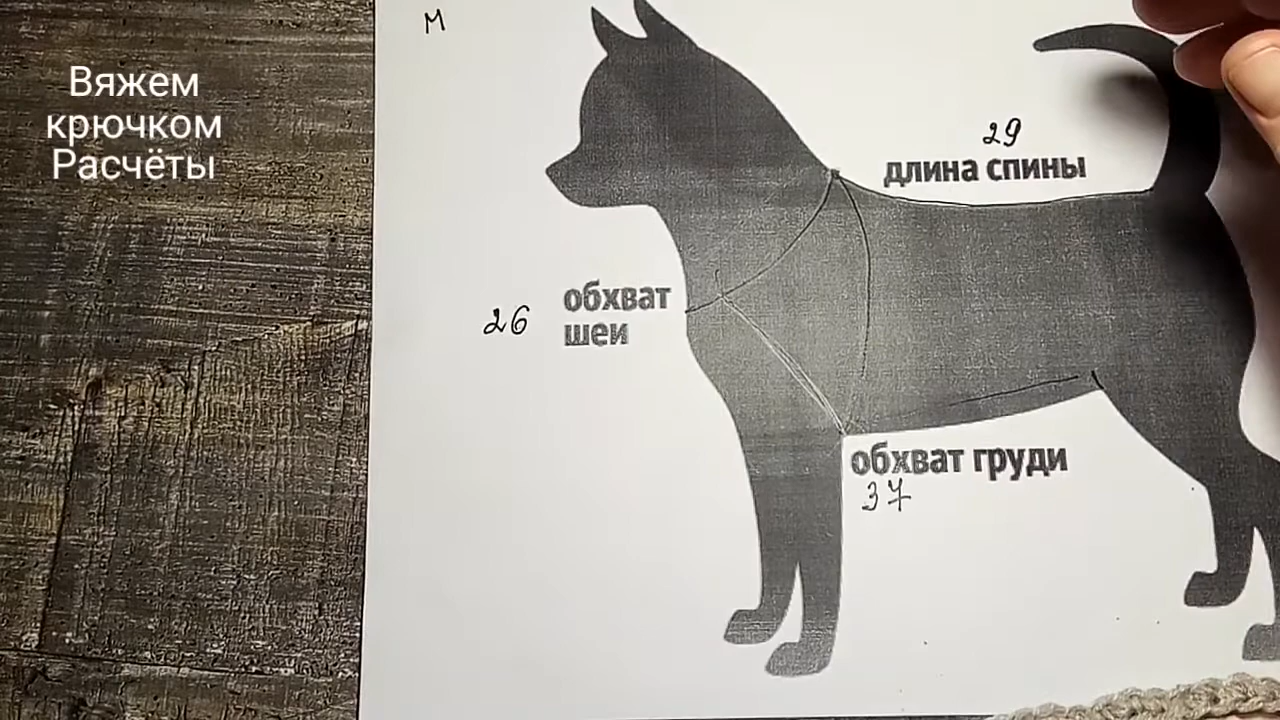 М
Вяжем
крючком
Расчёты
29
длина спины
обхват
шеи
26
обхват груди
37